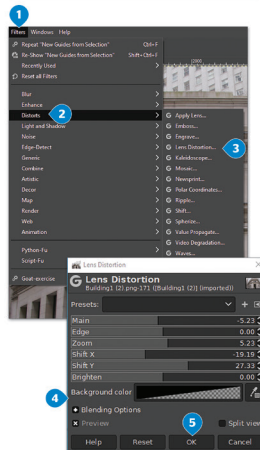 1
Filters Windows Help
Repeat "New Guides from Selection" Ctrl+F
Re-Show "New Guides from Selection" Shift+Ctrl+F
Recently Used >
Reset all Filters
Blur >
Enhance >
Distorts >
2
Light and Shadow >
Noise >
Edge-Detect >
Generic >
Combine >
Artistic >
Decor >
Map >
Render >
Web >
Animation >
Python-Fu >
Script-Fu >
Goat-exercise >
G Apply Lens...
G Emboss...
G Engrave...
G Lens Distortion...
3
G Kaleidoscope...
G Mosaic...
G Newsprint...
G Polar Coordinates...
G Ripple...
G Shift...
G Spherize...
G Value Propagate...
G Video Degradation...
G Waves...
Lens Distortion
G Lens Distortion
Building1 (2).png-171 ([Building1 (2)] (imported))
Presets:
Main -5.23
Edge 0.00
Zoom 5.23
Shift X -19.19
Shift Y 27.33
Brighten 0.00
4
Background color
Blending Options
Preview
5
Split view
Help Reset OK Cancel